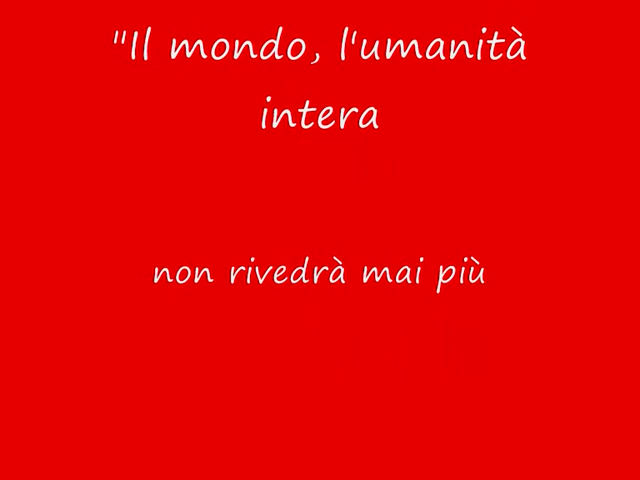 "Il mondo, l'umanità
intera
non rivedrà mai più